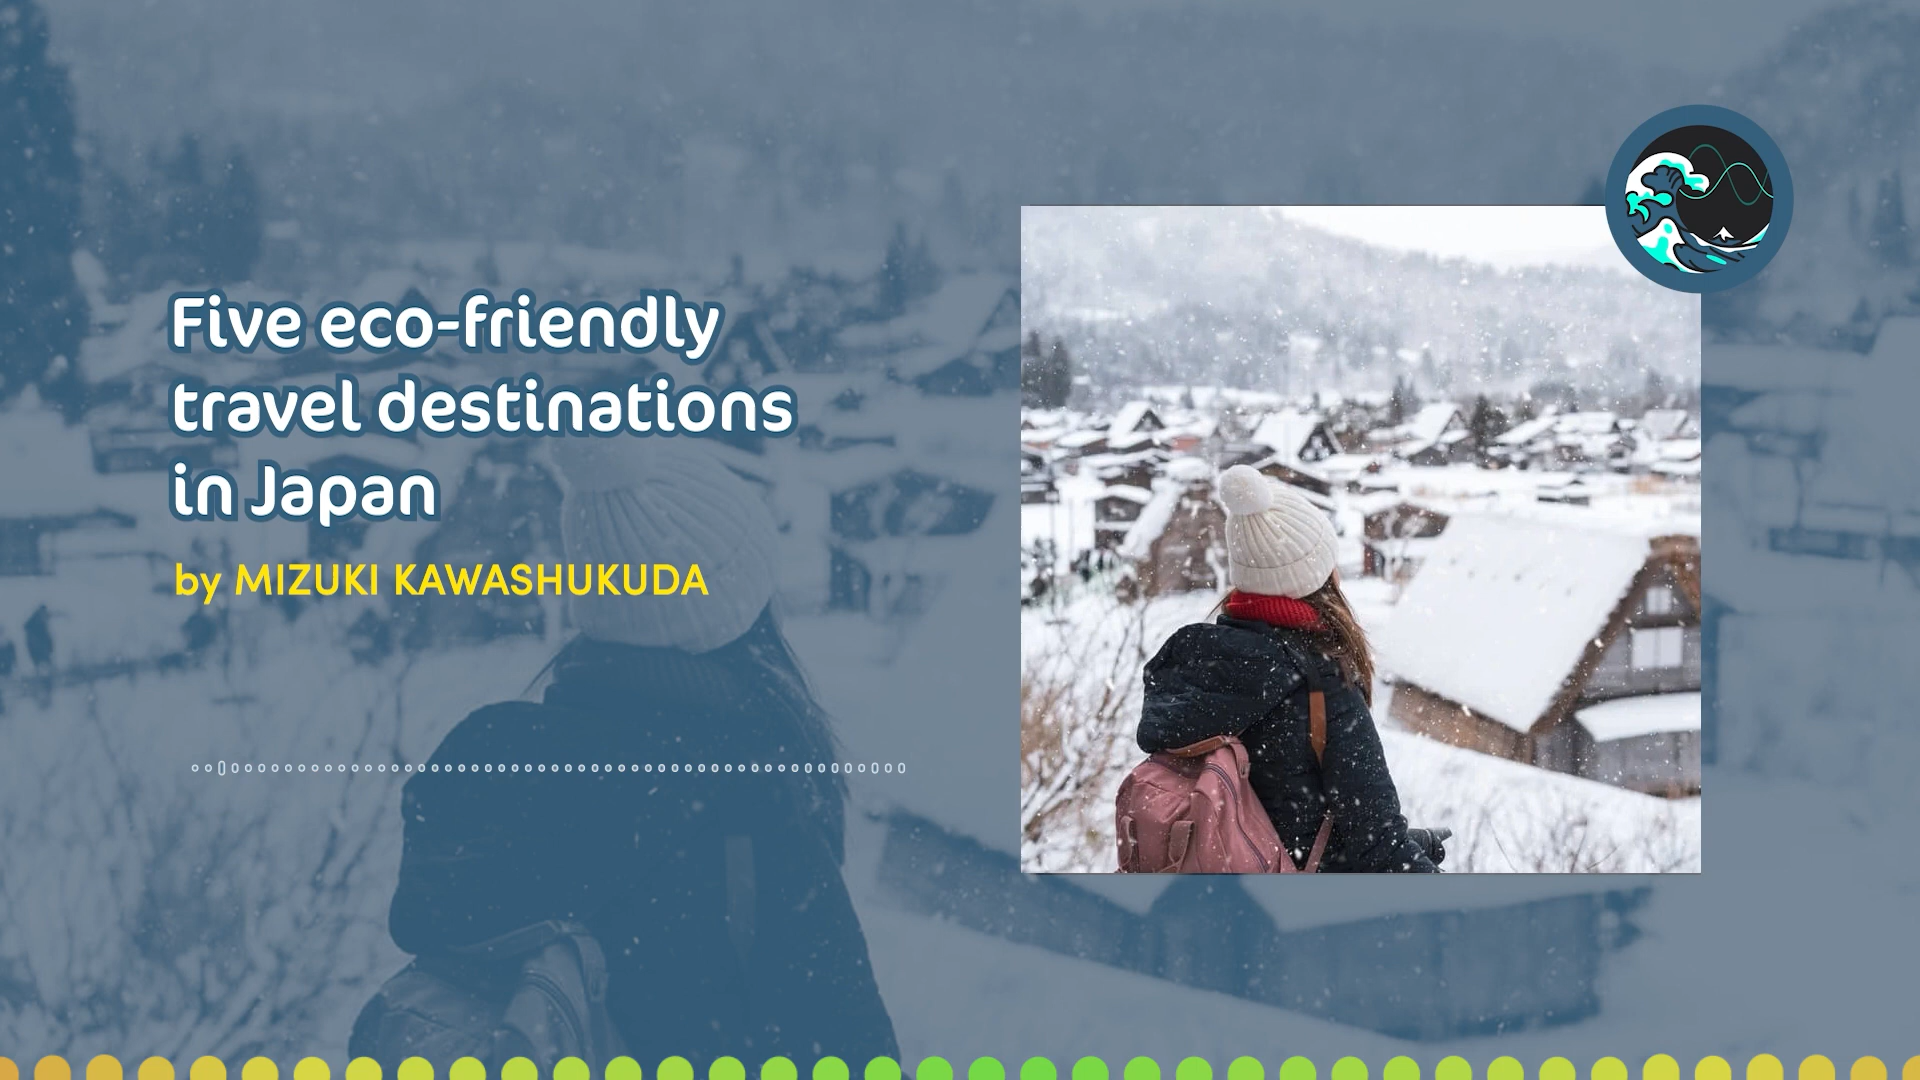 Five eco-friendly
travel destinations
in Japan
by MIZUKI KAWASHUKUDA